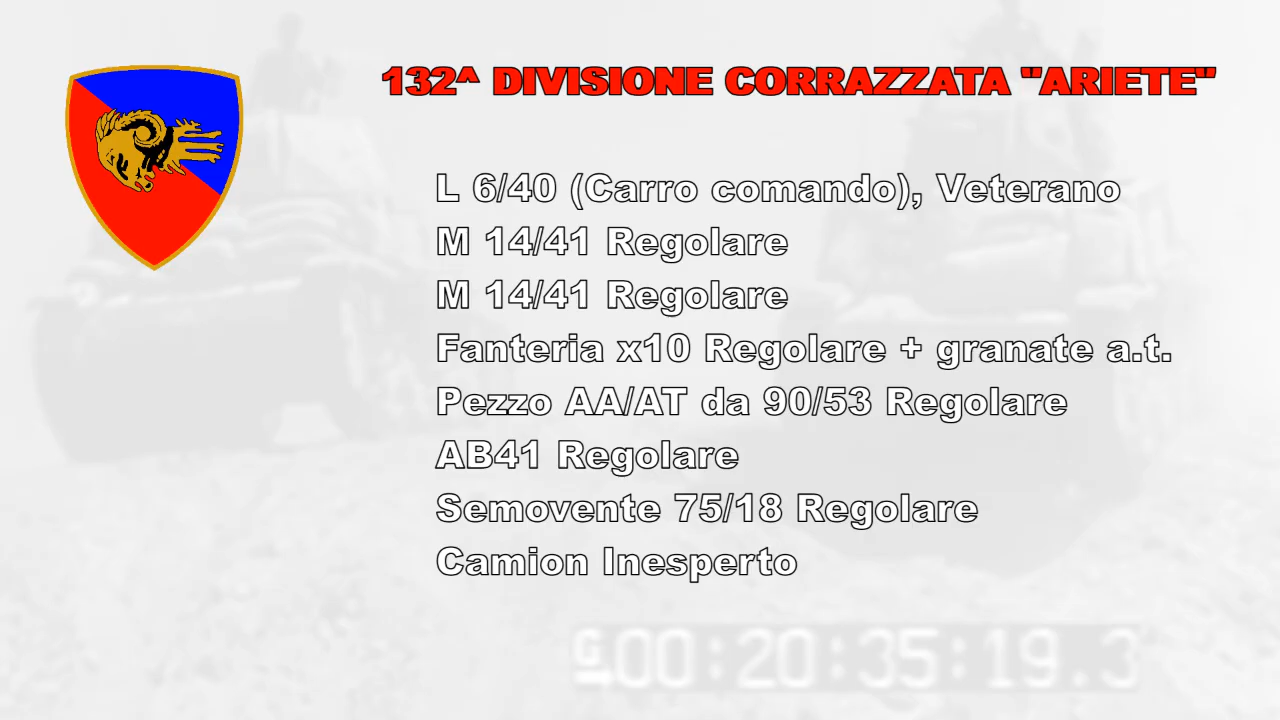 132^ DIVISIONE CORRAZZATA "ARIETE"
L 6/40 (Carro comando), Veterano
M 14/41 Regolare
M 14/41 Regolare
Fanteria x10 Regolare + granate a.t.
Pezzo AA/AT da 90/53 Regolare
AB41 Regolare
Semovente 75/18 Regolare
Camion Inesperto
G00:20:35:19.3